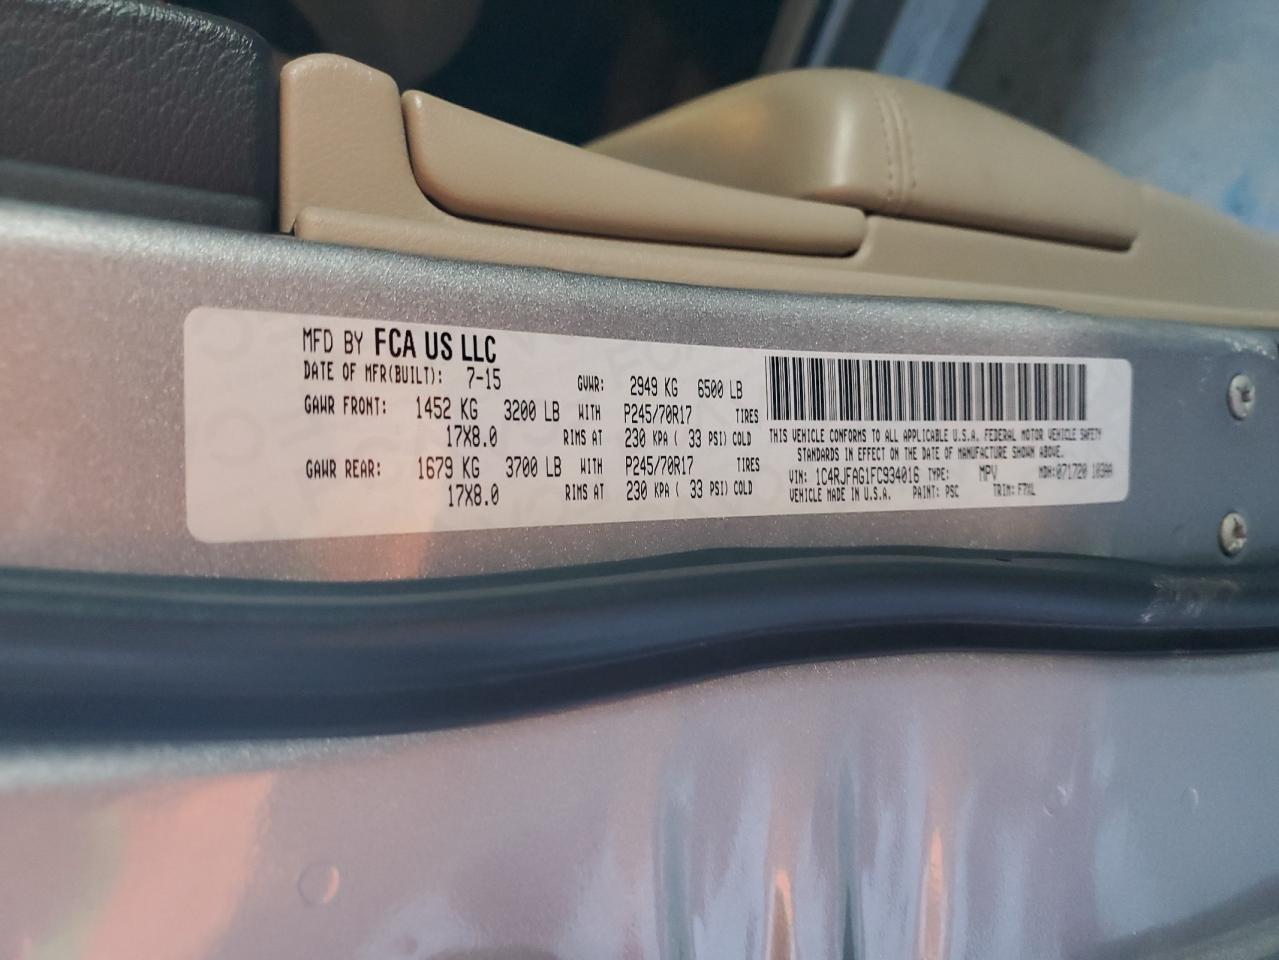 MFD BY FCA US LLC
DATE OF MFR(BUILT): 7-15 GVWR: 2949 KG 6500 LB
GAWR FRONT: 1452 KG 3200 LB WITH P245/70R17 TIRES
17X8.0 RIMS AT 230 KPA ( 33 PSI) COLD
GAWR REAR: 1679 KG 3700 LB WITH P245/70R17 TIRES
17X8.0 RIMS AT 230 KPA ( 33 PSI) COLD
THIS VEHICLE CONFORMS TO ALL APPLICABLE U.S.A. FEDERAL MOTOR VEHICLE SAFETY
STANDARDS IN EFFECT ON THE DATE OF MANUFACTURE SHOWN ABOVE.
VIN: 1C4RJFAG1FC934016 TYPE: MPV MDH:071720
VEHICLE MADE IN U.S.A. PAINT: PSC TRIM: